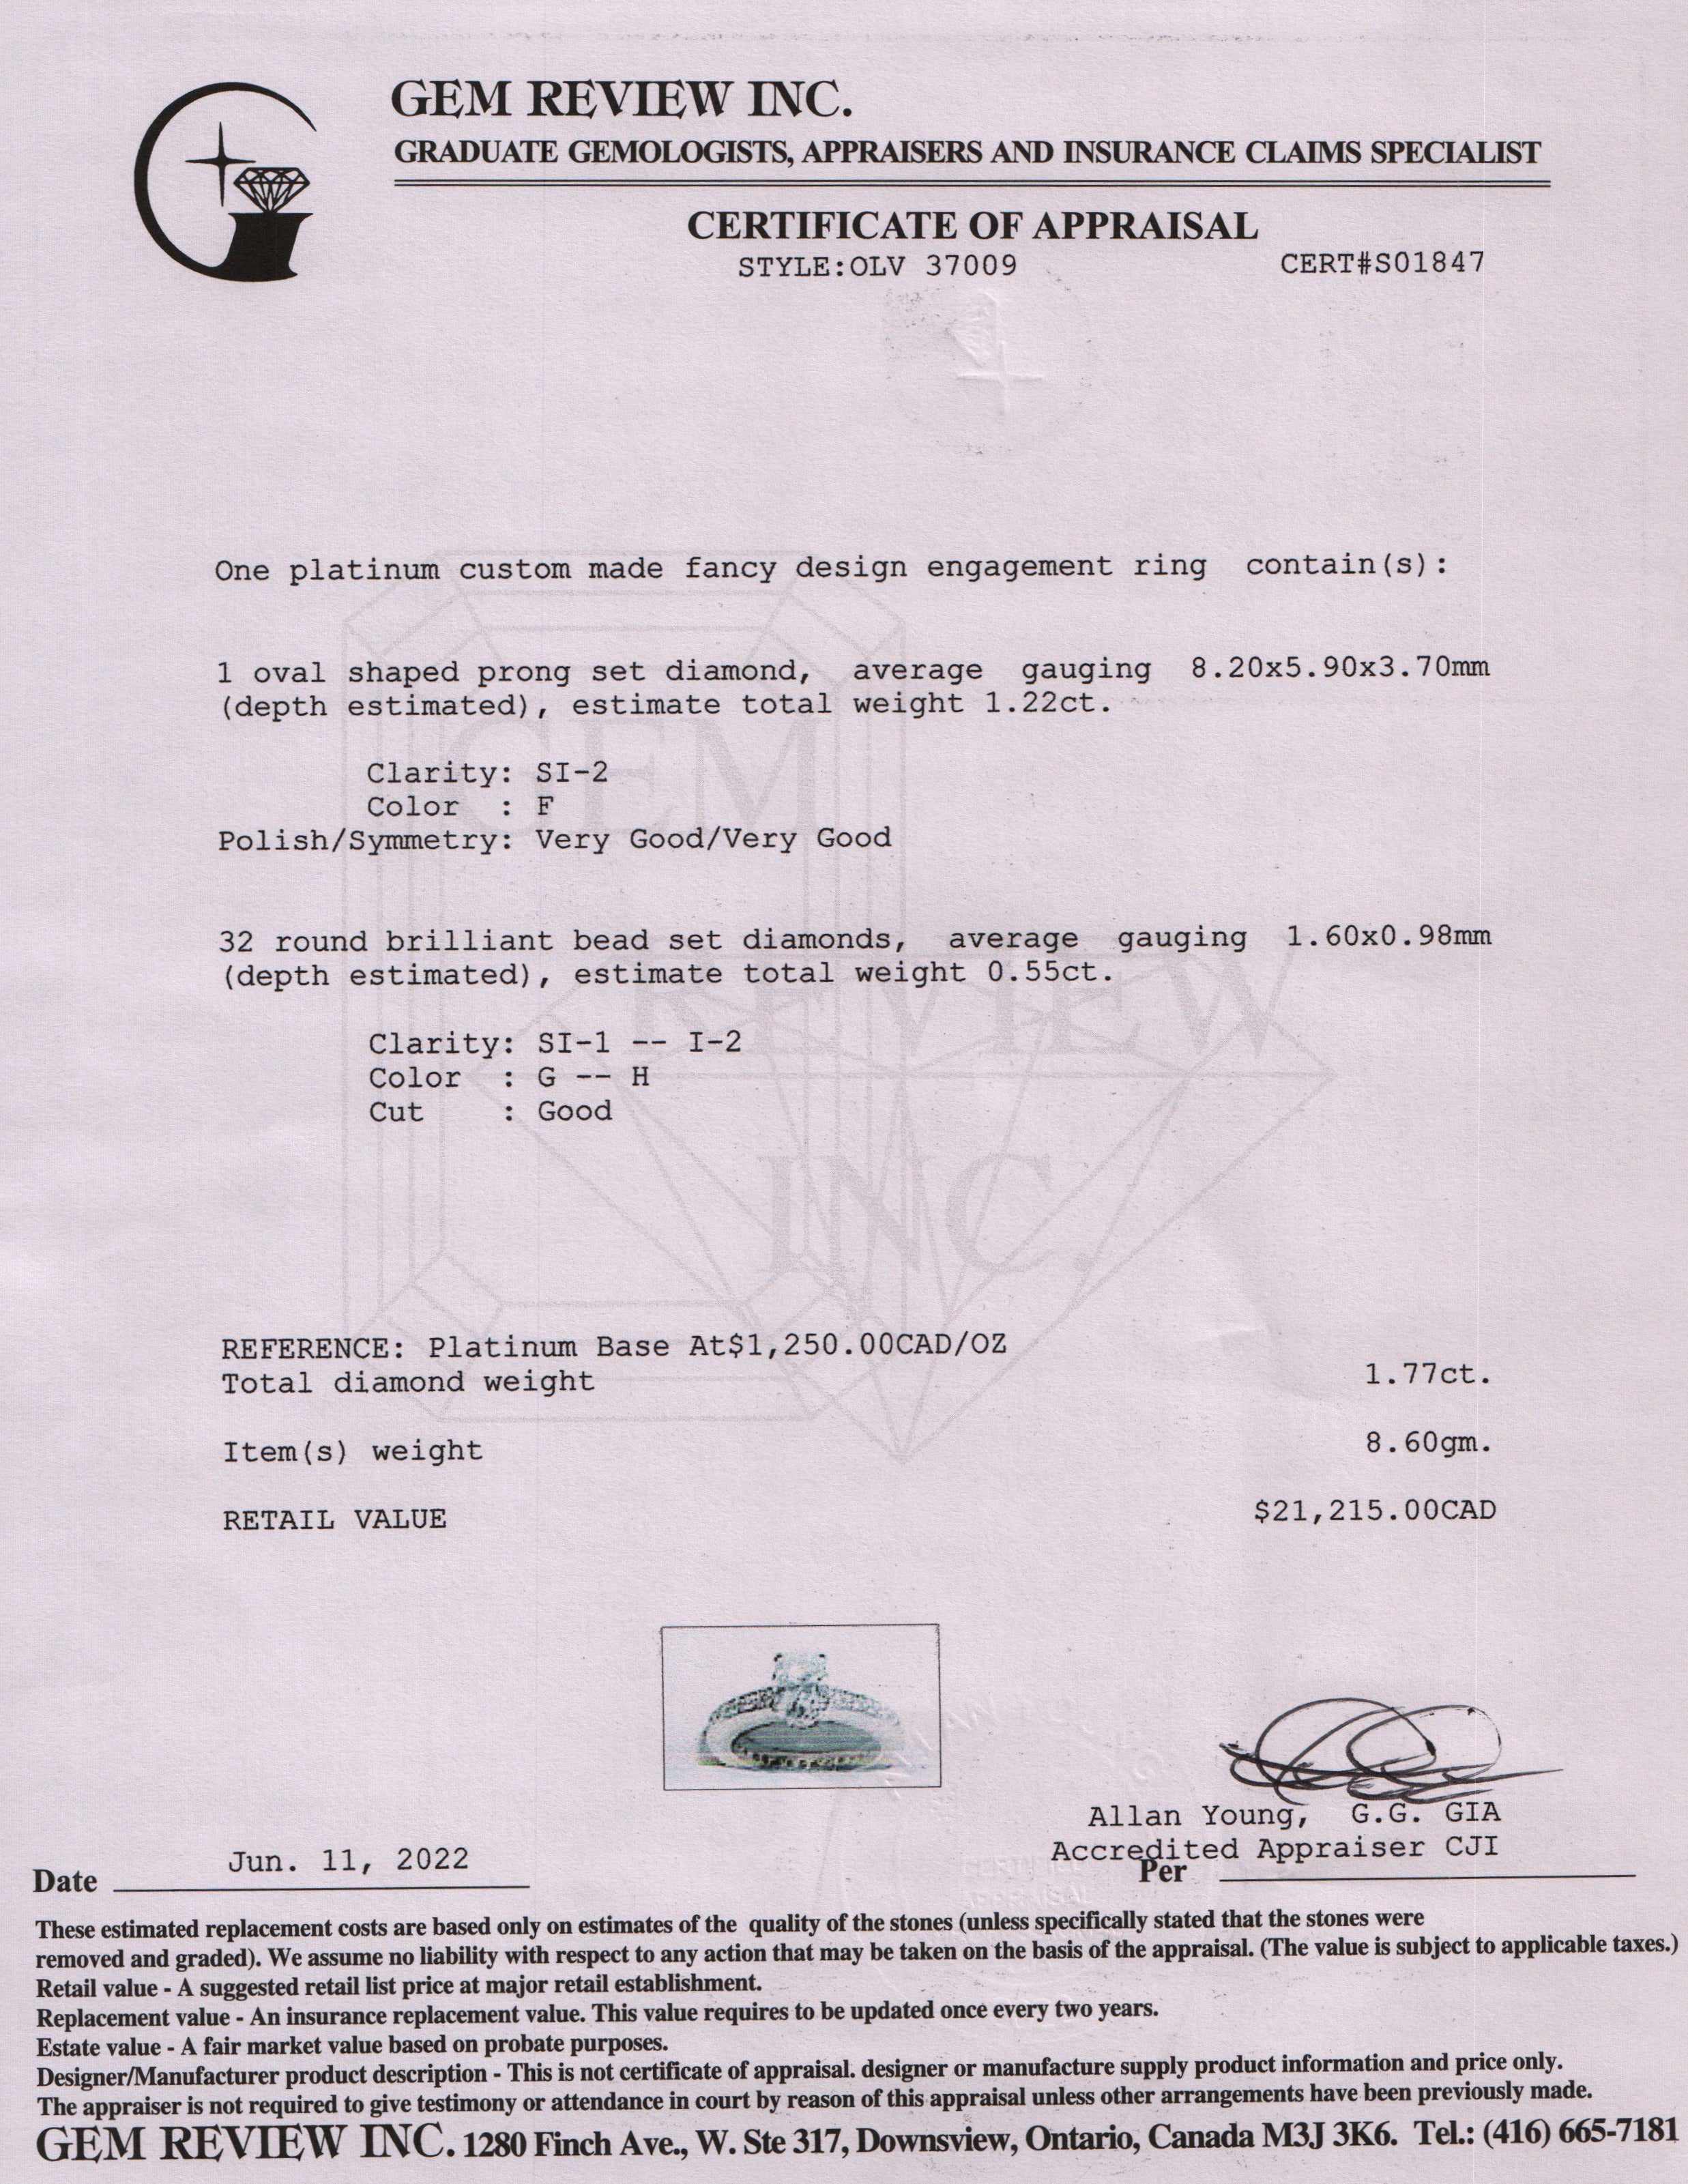 GEM REVIEW INC.
GRADUATE GEMOLOGISTS, APPRAISERS AND INSURANCE CLAIMS SPECIALIST
CERTIFICATE OF APPRAISAL
STYLE:OLV 37009 CERT#S01847
One platinum custom made fancy design engagement ring contain(s):
1 oval shaped prong set diamond, average gauging 8.20x5.90x3.70mm
(depth estimated), estimate total weight 1.22ct.
Clarity: SI-2
Color : F
Polish/Symmetry: Very Good/Very Good
32 round brilliant bead set diamonds, average gauging 1.60x0.98mm
(depth estimated), estimate total weight 0.55ct.
Clarity: SI-1 -- I-2
Color : G -- H
Cut : Good
GEM
REVIEW
INC.
REFERENCE: Platinum Base At$1,250.00CAD/OZ
Total diamond weight 1.77ct.
Item(s) weight 8.60gm.
RETAIL VALUE $21,215.00CAD
Allan Young, G.G. GIA
Accredited Appraiser CJI
Date Jun. 11, 2022 Per
These estimated replacement costs are based only on estimates of the quality of the stones (unless specifically stated that the stones were
removed and graded). We assume no liability with respect to any action that may be taken on the basis of the appraisal. (The value is subject to applicable taxes.)
Retail value - A suggested retail list price at major retail establishment.
Replacement value - An insurance replacement value. This value requires to be updated once every two years.
Estate value - A fair market value based on probate purposes.
Designer/Manufacturer product description - This is not certificate of appraisal. designer or manufacture supply product information and price only.
The appraiser is not required to give testimony or attendance in court by reason of this appraisal unless other arrangements have been previously made.
GEM REVIEW INC. 1280 Finch Ave., W. Ste 317, Downsview, Ontario, Canada M3J 3K6. Tel.: (416) 665-7181